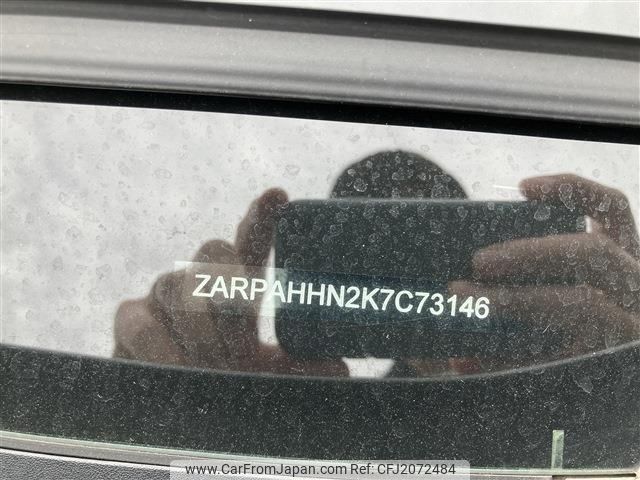 ZARPAHHN2K7C73146
www.CarFromJapan.com Ref: CFJ2072484